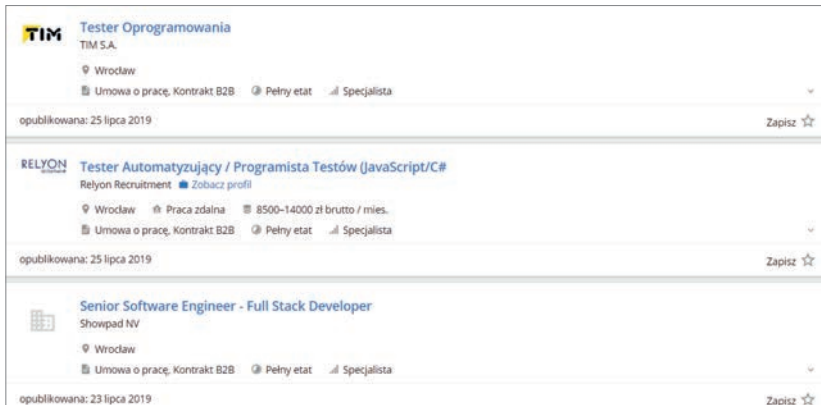 TIM
Tester Oprogramowania
TIM S.A.
Wrocław
Umowa o pracę, Kontrakt B2B Pełny etat Specjalista
opublikowana: 25 lipca 2019 Zapisz
RELYON
Tester Automatyzujący / Programista Testów (JavaScript/C#
Relyon Recruitment Zobacz profil
Wrocław Praca zdalna 8500–14000 zł brutto / mies.
Umowa o pracę, Kontrakt B2B Pełny etat Specjalista
opublikowana: 25 lipca 2019 Zapisz
Senior Software Engineer - Full Stack Developer
Showpad NV
Wrocław
Umowa o pracę, Kontrakt B2B Pełny etat Specjalista
opublikowana: 23 lipca 2019 Zapisz